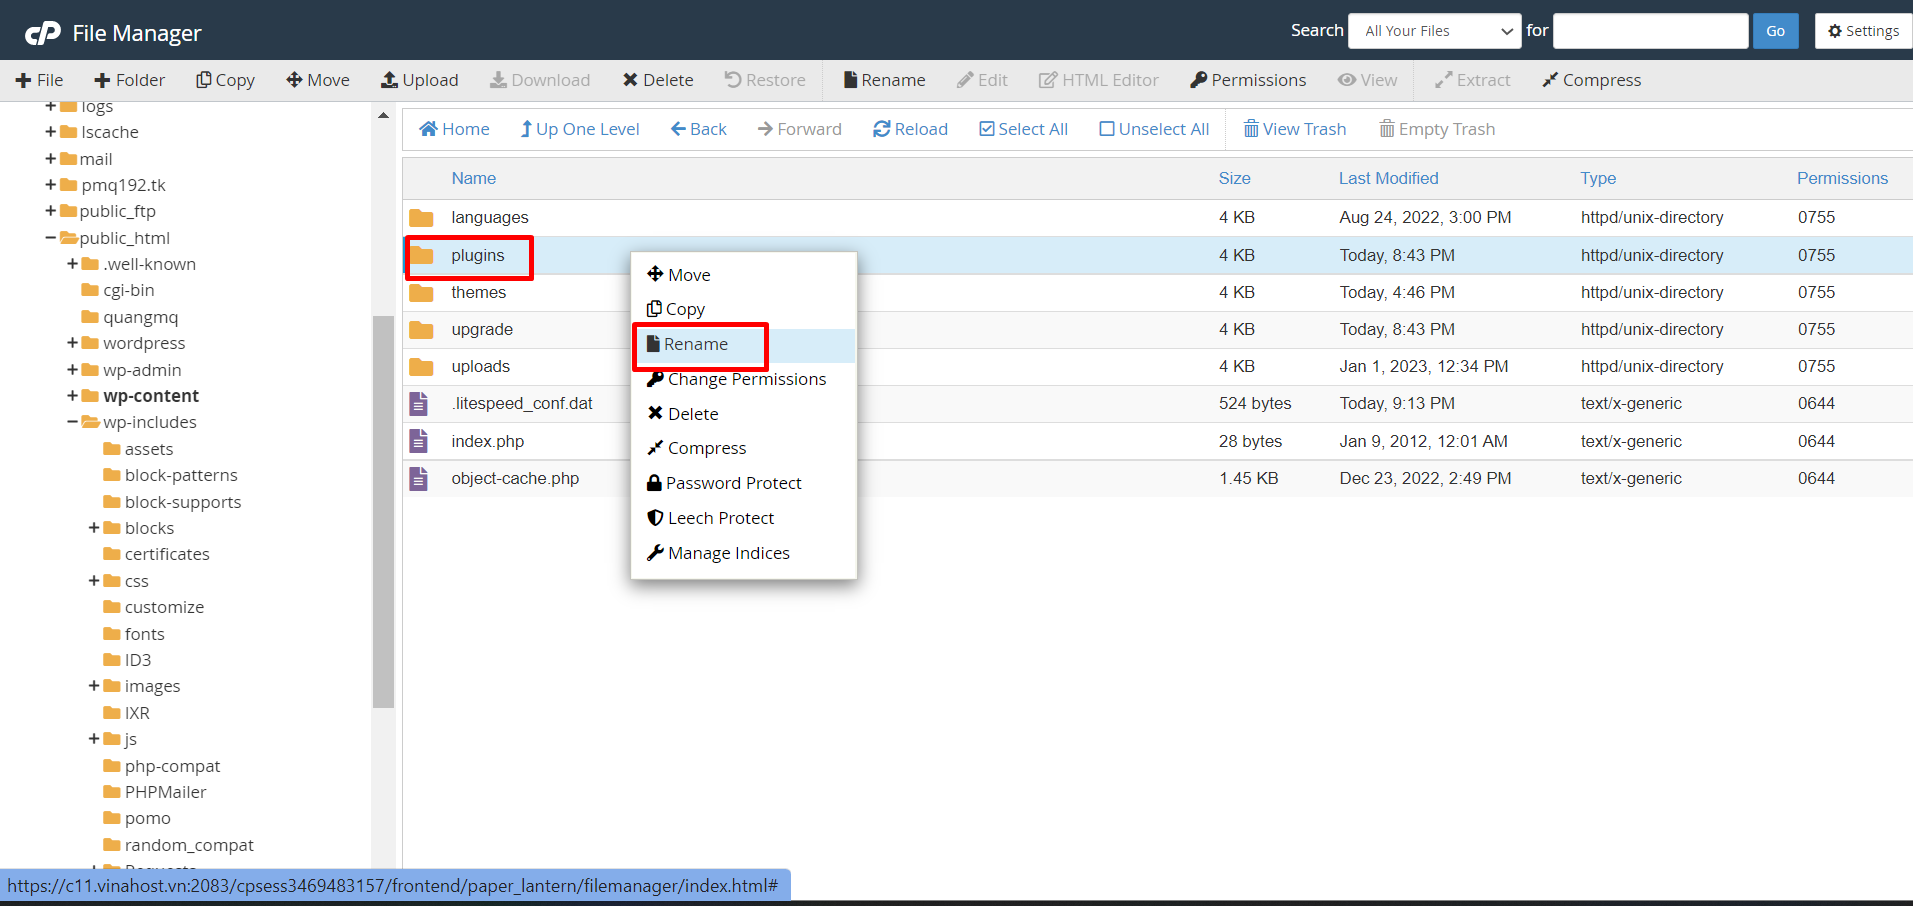 cP File Manager
Search All Your Files for Go Settings
File Folder Copy Move Upload Download Delete Restore Rename Edit HTML Editor Permissions View Extract Compress
logs
lscache
mail
pmq192.tk
public_ftp
public_html
.well-known
cgi-bin
quangmq
wordpress
wp-admin
wp-content
wp-includes
assets
block-patterns
block-supports
blocks
certificates
css
customize
fonts
ID3
images
IXR
js
php-compat
PHPMailer
pomo
random_compat
Requests
Home Up One Level Back Forward Reload Select All Unselect All View Trash Empty Trash
Name Size Last Modified Type Permissions
languages 4 KB Aug 24, 2022, 3:00 PM httpd/unix-directory 0755
plugins 4 KB Today, 8:43 PM httpd/unix-directory 0755
themes 4 KB Today, 4:46 PM httpd/unix-directory 0755
upgrade 4 KB Today, 8:43 PM httpd/unix-directory 0755
uploads 4 KB Jan 1, 2023, 12:34 PM httpd/unix-directory 0755
.litespeed_conf.dat 524 bytes Today, 9:13 PM text/x-generic 0644
index.php 28 bytes Jan 9, 2012, 12:01 AM text/x-generic 0644
object-cache.php 1.45 KB Dec 23, 2022, 2:49 PM text/x-generic 0644
Move
Copy
Rename
Change Permissions
Delete
Compress
Password Protect
Leech Protect
Manage Indices
https://c11.vinahost.vn:2083/cpsess3469483157/frontend/paper_lantern/filemanager/index.html#